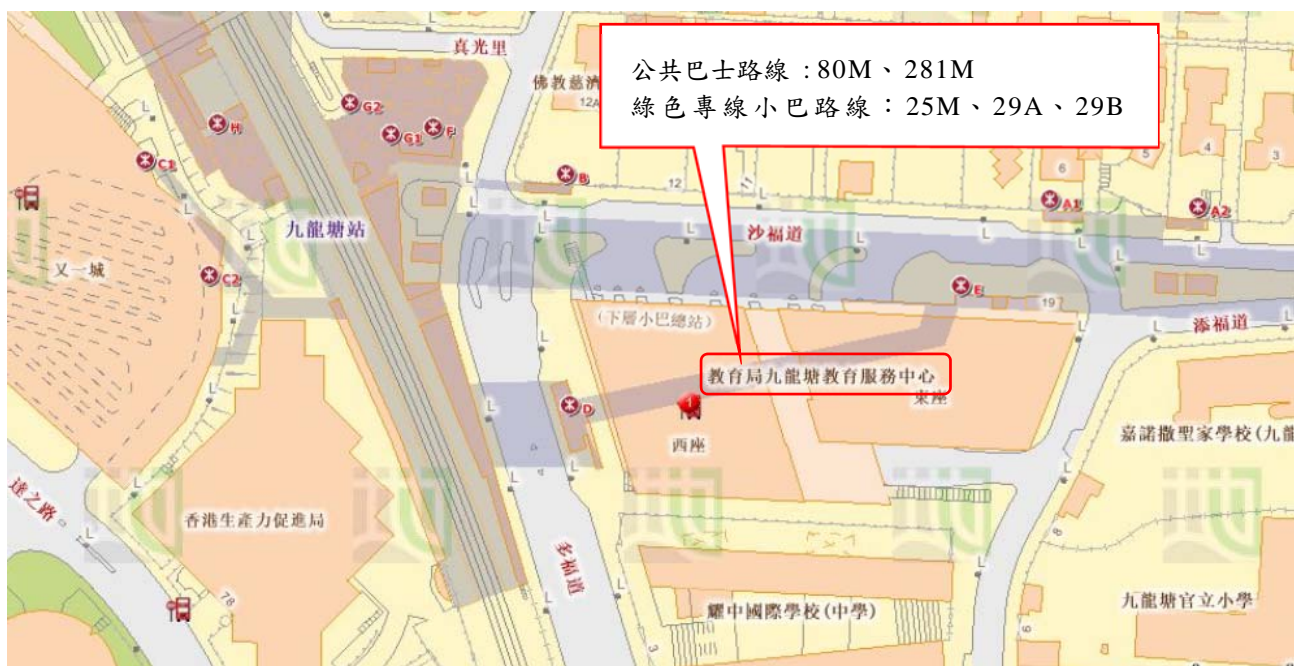 真光里
公共巴士路線：80M、281M
綠色專線小巴路線：25M、29A、29B
佛教慈濟
12A
H
G2
G1
F
C1
B
12
11
6
5
4
3
A1
A2
九龍塘站
沙福道
又一城
C2
E
19
(下層小巴總站)
添福道
教育局九龍塘教育服務中心
東座
1
D
西座
嘉諾撒聖家學校(九龍
達之路
香港生產力促進局
多福道
78
8
耀中國際學校(中學)
九龍塘官立小學
6
3